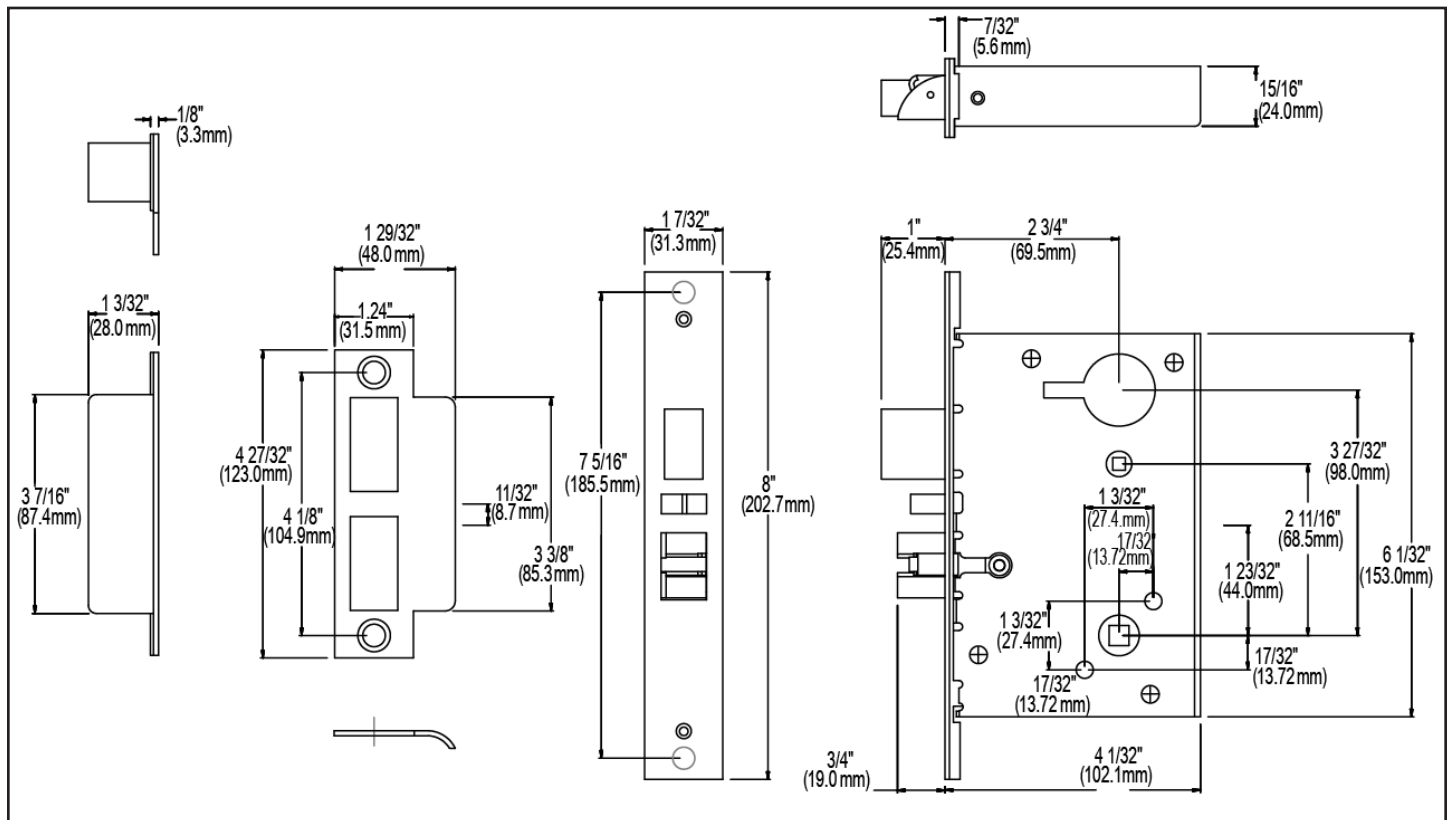 7/32"
(5.6mm)
15/16"
(24.0mm)
1/8"
(3.3mm)
1 29/32"
(48.0mm)
1 7/32"
(31.3mm)
1"
(25.4mm)
2 3/4"
(69.5mm)
1 3/32"
(28.0mm)
1.24"
(31.5mm)
4 27/32"
(123.0mm)
3 7/16"
(87.4mm)
4 1/8"
(104.9mm)
11/32"
(8.7mm)
3 3/8"
(85.3mm)
7 5/16"
(185.5mm)
8"
(202.7mm)
3 27/32"
(98.0mm)
1 3/32"
(27.4.mm)
17/32"
(13.72mm)
2 11/16"
(68.5mm)
1 23/32"
(44.0mm)
6 1/32"
(153.0mm)
1 3/32"
(27.4mm)
17/32"
(13.72mm)
17/32"
(13.72mm)
3/4"
(19.0mm)
4 1/32"
(102.1mm)